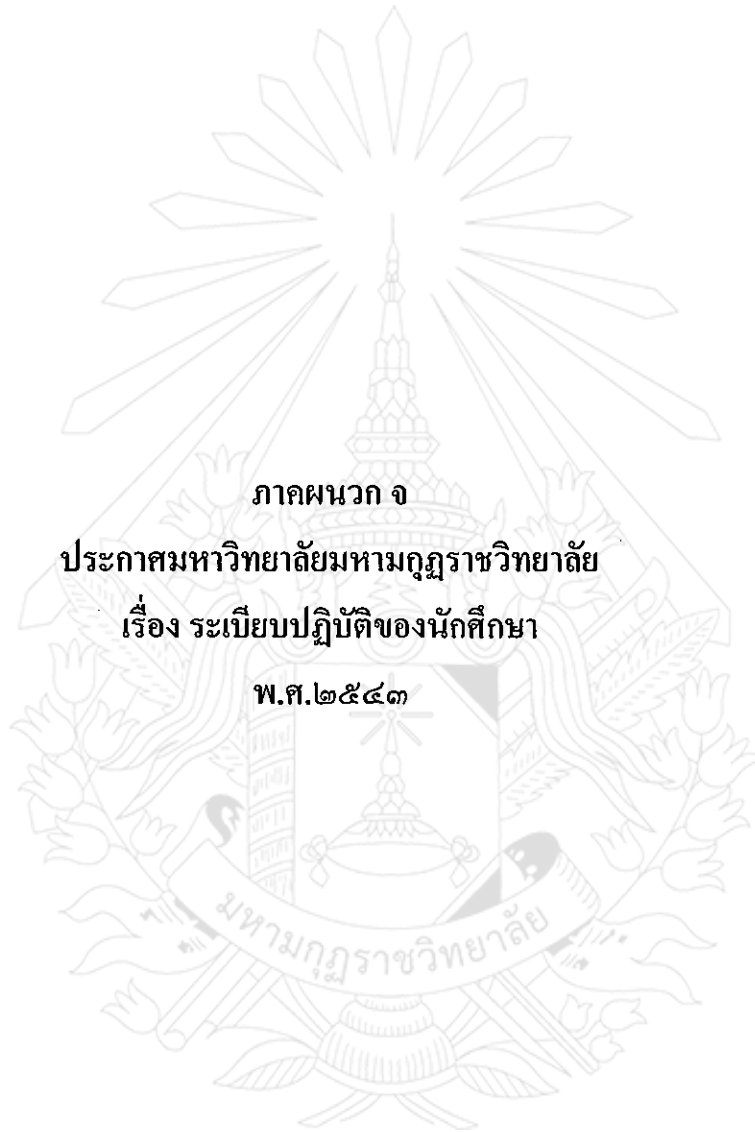 ภาคผนวก จ
ประกาศมหาวิทยาลัยมหามกุฏราชวิทยาลัย
เรื่อง ระเบียบปฏิบัติของนักศึกษา
พ.ศ.๒๕๔๓
มหามกุฏราชวิทยาลัย